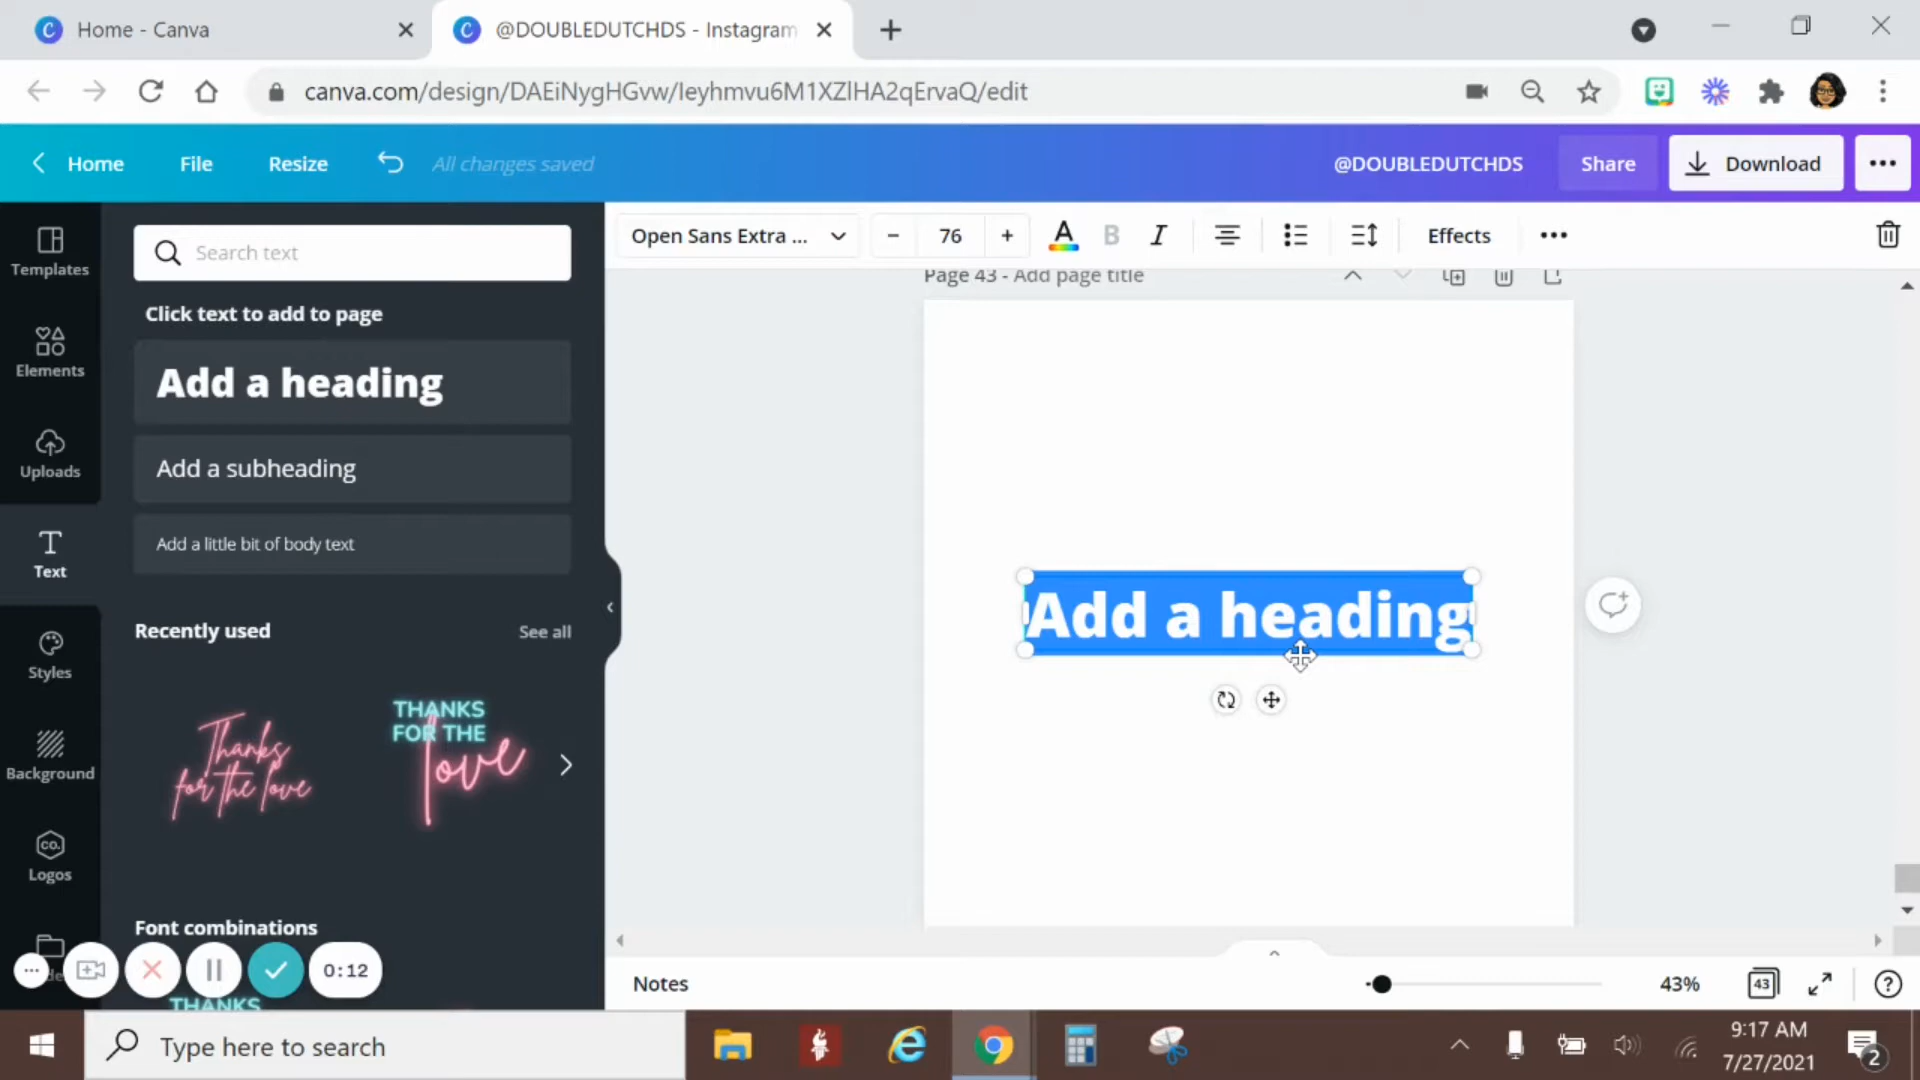 Home - Canva
@DOUBLEDUTCHDS - Instagram
canva.com/design/DAEiNygHGvw/Ieyhmvu6M1XZlHA2qErvaQ/edit
Home File Resize All changes saved @DOUBLEDUTCHDS Share Download
Templates
Elements
Uploads
Text
Styles
Background
Logos
Search text
Click text to add to page
Add a heading
Add a subheading
Add a little bit of body text
Recently used See all
Thanks
for the love
THANKS
FOR THE
love
Font combinations
THANKS
0:12
Open Sans Extra ... 76 A B I Effects
Page 43 - Add page title
Add a heading
Notes 43% 43
Type here to search
9:17 AM
7/27/2021
2